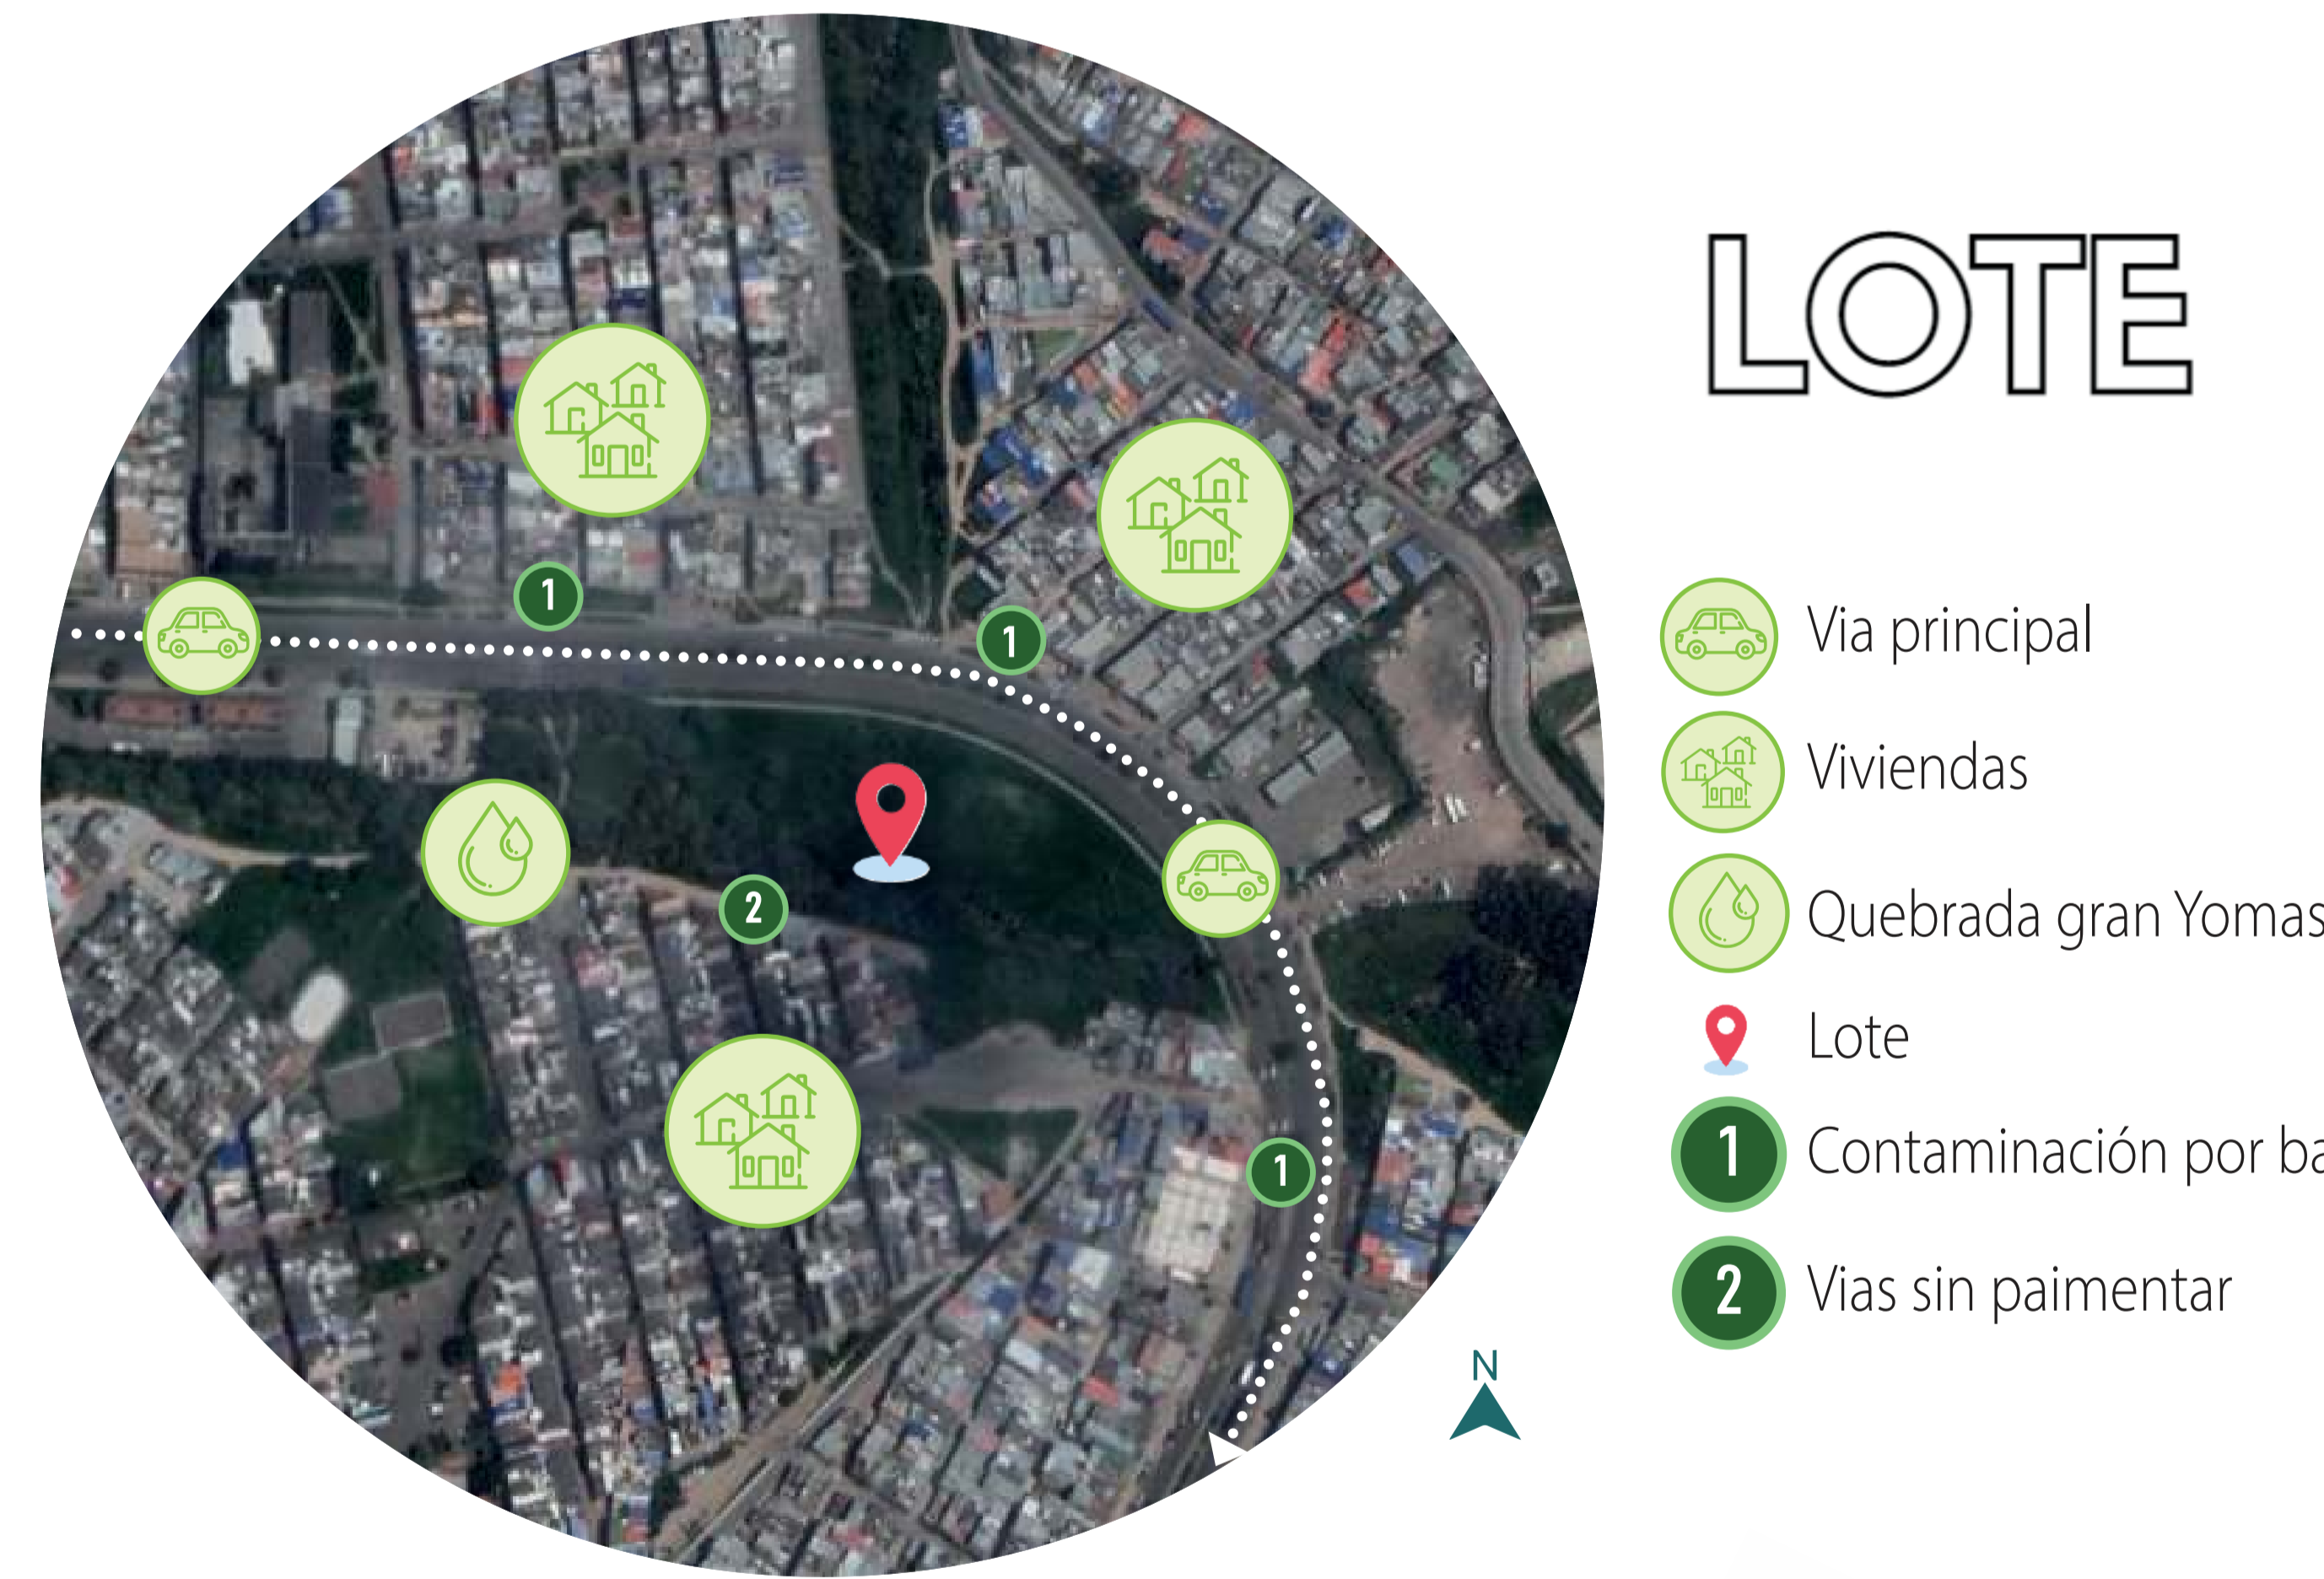 LOTE
1
1
2
1
N
Via principal
Viviendas
Quebrada gran Yomas
Lote
1 Contaminación por ba
2 Vias sin paimentar